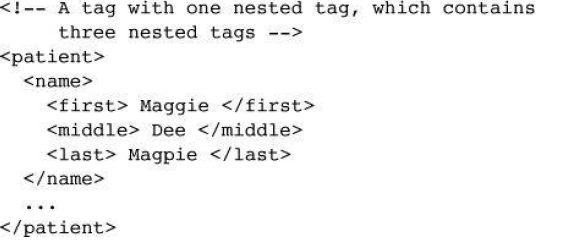 <!-- A tag with one nested tag, which contains
     three nested tags -->
<patient>
  <name>
    <first> Maggie </first>
    <middle> Dee </middle>
    <last> Magpie </last>
  </name>
  ...
</patient>